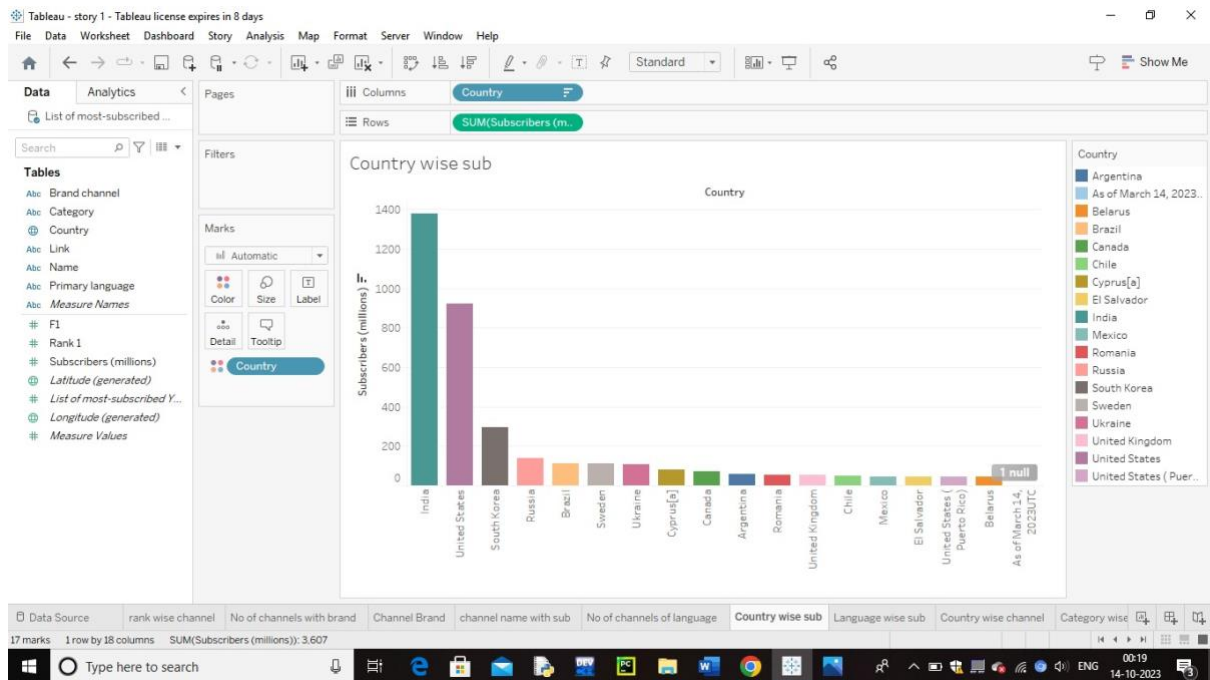 Tableau - story 1 - Tableau license expires in 8 days
File Data Worksheet Dashboard Story Analysis Map Format Server Window Help
Standard
Show Me
Data Analytics
List of most-subscribed ...
Search
Tables
Abc Brand channel
Abc Category
Country
Abc Link
Abc Name
Abc Primary language
Abc Measure Names
# F1
# Rank 1
# Subscribers (millions)
Latitude (generated)
# List of most-subscribed Y...
Longitude (generated)
# Measure Values
Pages
Filters
Marks
Automatic
Color Size Label
Detail Tooltip
Country
Columns Country
Rows SUM(Subscribers (m..
Country wise sub
Country
Subscribers (millions)
1400
1200
1000
800
600
400
200
0
1 null
India
United States
South Korea
Russia
Brazil
Sweden
Ukraine
Cyprus[a]
Canada
Argentina
Romania
United Kingdom
Chile
Mexico
El Salvador
United States (
Puerto Rico)
Belarus
As of March 14,
2023UTC
Country
Argentina
As of March 14, 2023..
Belarus
Brazil
Canada
Chile
Cyprus[a]
El Salvador
India
Mexico
Romania
Russia
South Korea
Sweden
Ukraine
United Kingdom
United States
United States ( Puer..
Data Source rank wise channel No of channels with brand Channel Brand channel name with sub No of channels of language Country wise sub Language wise sub Country wise channel Category wise
17 marks 1 row by 18 columns SUM(Subscribers (millions)): 3,607
Type here to search
DEV
PC
W
ENG
00:19
14-10-2023
3